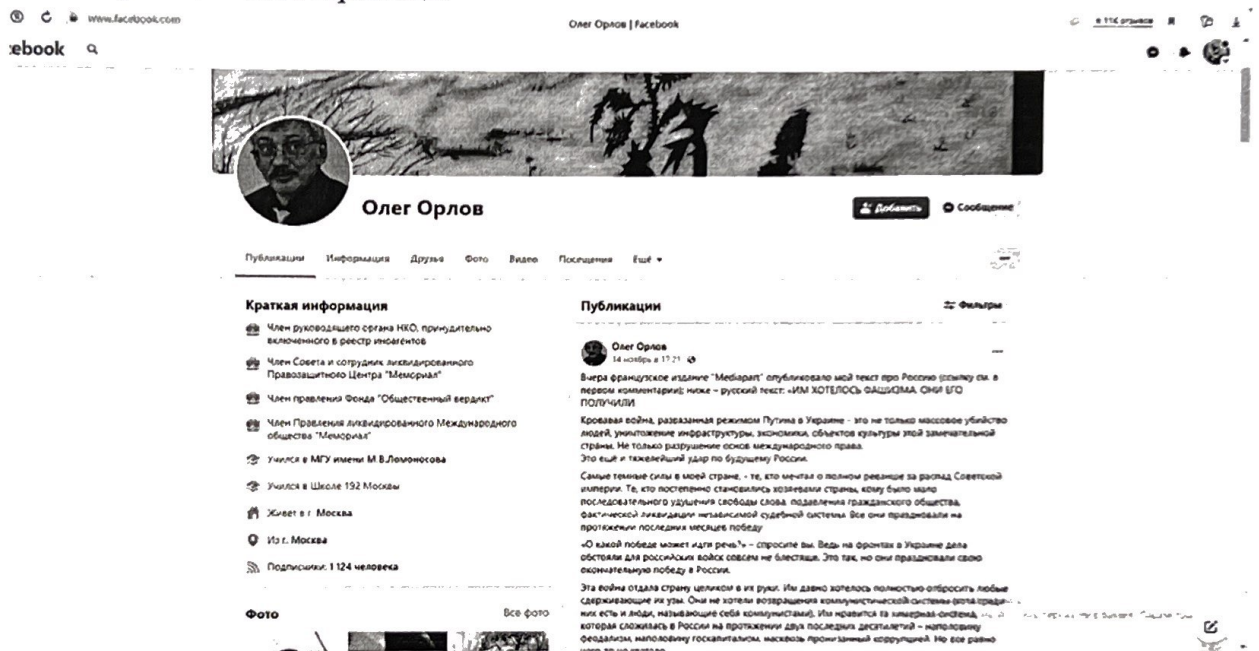 www.facebook.com
Олег Орлов | Facebook
отзывов
ebook
Олег Орлов
Добавить
Сообщение
Публикации Информация Друзья Фото Видео Посещения Ещё
Краткая информация
Член руководящего органа НКО, принудительно
включенного в реестр иноагентов
Член Совета и сотрудник ликвидированного
Правозащитного Центра "Мемориал"
Член правления Фонда "Общественный вердикт"
Член Правления ликвидированного Международного
общества "Мемориал"
Учился в МГУ имени М.В.Ломоносова
Учился в Школе 192 Москвы
Живет в г. Москва
Из г. Москва
Подписчики: 1 124 человека
Фото
Все фото
Публикации
Фильтры
Олег Орлов
14 ноября в 17:21
Вчера французское издание "Mediapart" опубликовало мой текст про Россию (ссылку см. в
первом комментарии); ниже – русский текст: «ИМ ХОТЕЛОСЬ ФАШИЗМА. ОНИ ЕГО
ПОЛУЧИЛИ
Кровавая война, развязанная режимом Путина в Украине - это не только массовое убийство
людей, уничтожение инфраструктуры, экономики, объектов культуры этой замечательной
страны. Не только разрушение основ международного права.
Это ещё и тяжелейший удар по будущему России.
Самые темные силы в моей стране, - те, кто мечтал о полном реванше за распад Советской
империи. Те, кто постепенно становились хозяевами страны, кому было мало
последовательного удушения свободы слова, подавления гражданского общества,
фактической ликвидации независимой судебной системы. Все они праздновали на
протяжении последних месяцев победу
«О какой победе может идти речь?» – спросите вы. Ведь на фронтах в Украине дела
обстояли для российских войск совсем не блестяще. Это так, но они праздновали свою
окончательную победу в России.
Эта война отдала страну целиком в их руки. Им давно хотелось полностью отбросить любые
сдерживающие их узы. Они не хотели возвращения коммунистической системы (хотя среди
них есть и люди, называющие себя коммунистами). Им нравится та химерная система,
которая сложилась в России на протяжении двух последних десятилетий – наполовину
феодализм, наполовину госкапитализм, насквозь пронизанный коррупцией. Но все равно